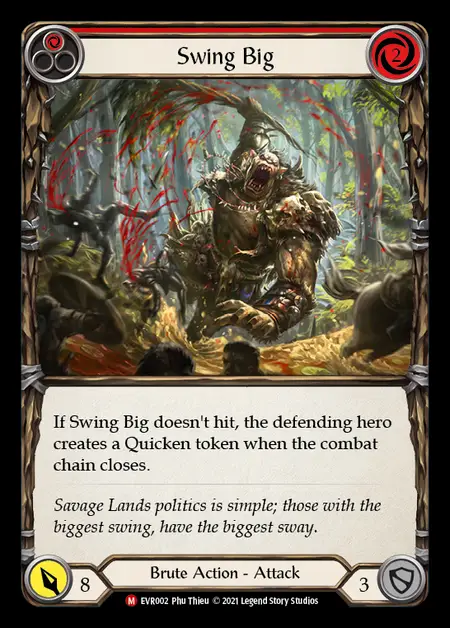 Swing Big
2
If Swing Big doesn't hit, the defending hero
creates a Quicken token when the combat
chain closes.
Savage Lands politics is simple; those with the
biggest swing, have the biggest sway.
8
Brute Action - Attack
3
M EVR002 Phu Thieu © 2021 Legend Story Studios